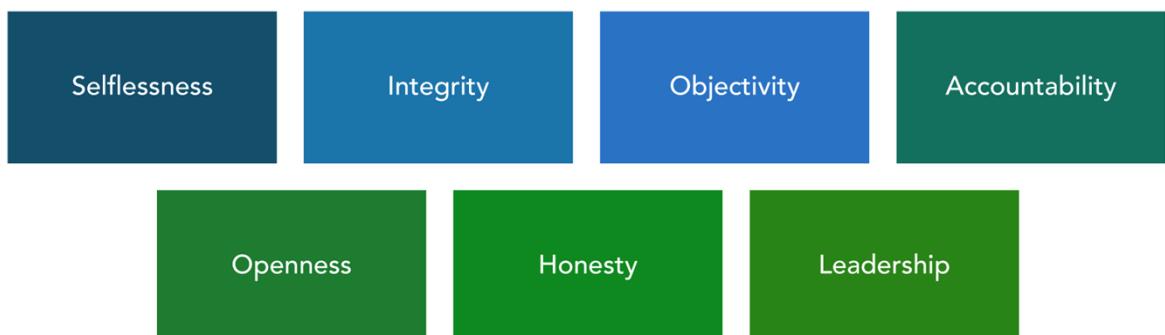 Selflessness
Integrity
Objectivity
Accountability
Openness
Honesty
Leadership